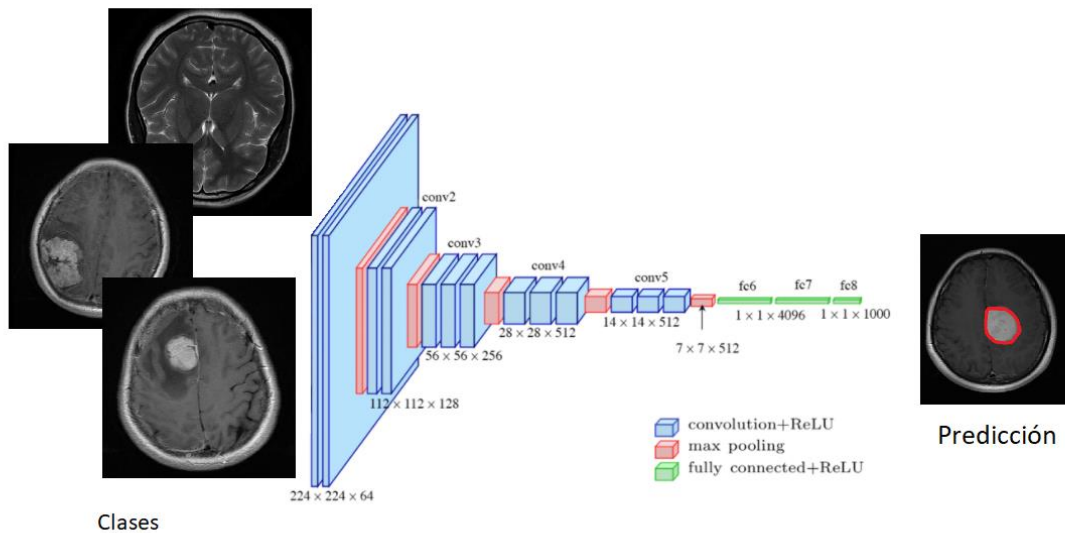 conv2
conv3
conv4
conv5
fc6
fc7
fc8
1 × 1 × 4096
1 × 1 × 1000
14 × 14 × 512
28 × 28 × 512
7 × 7 × 512
56 × 56 × 256
112 × 112 × 128
224 × 224 × 64
convolution+ReLU
max pooling
fully connected+ReLU
Predicción
Clases